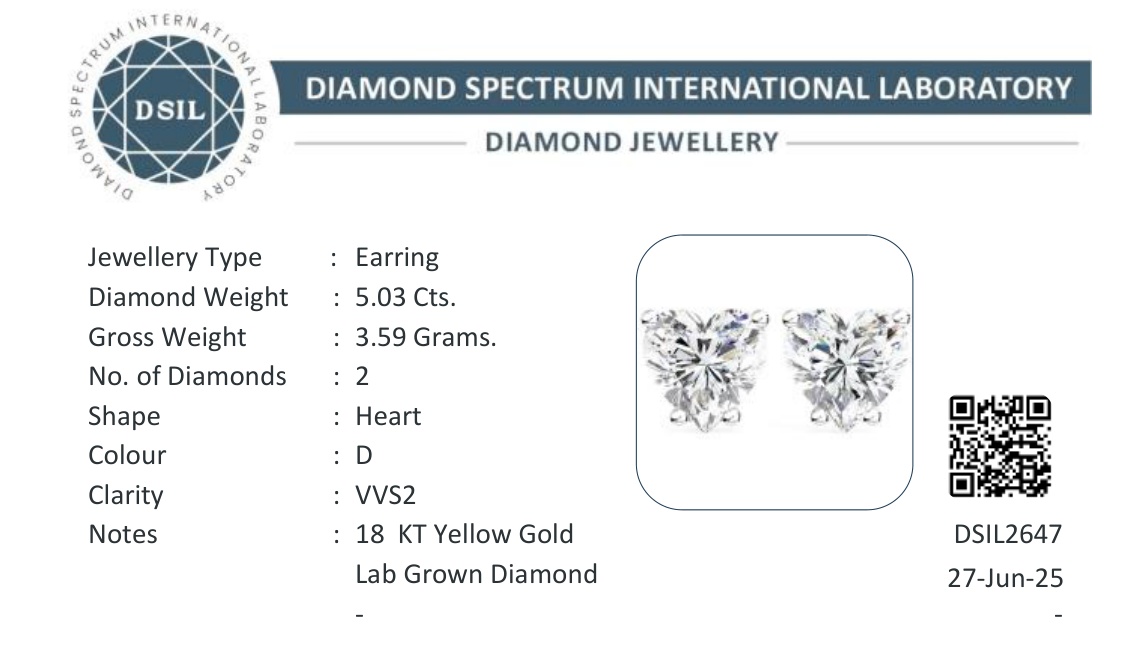 DIAMOND SPECTRUM INTERNATIONAL LABORATORY
DSIL
DIAMOND SPECTRUM INTERNATIONAL LABORATORY
DIAMOND JEWELLERY
Jewellery Type : Earring
Diamond Weight : 5.03 Cts.
Gross Weight : 3.59 Grams.
No. of Diamonds : 2
Shape : Heart
Colour : D
Clarity : VVS2
Notes : 18 KT Yellow Gold
DSIL2647
Lab Grown Diamond
27-Jun-25
-
-